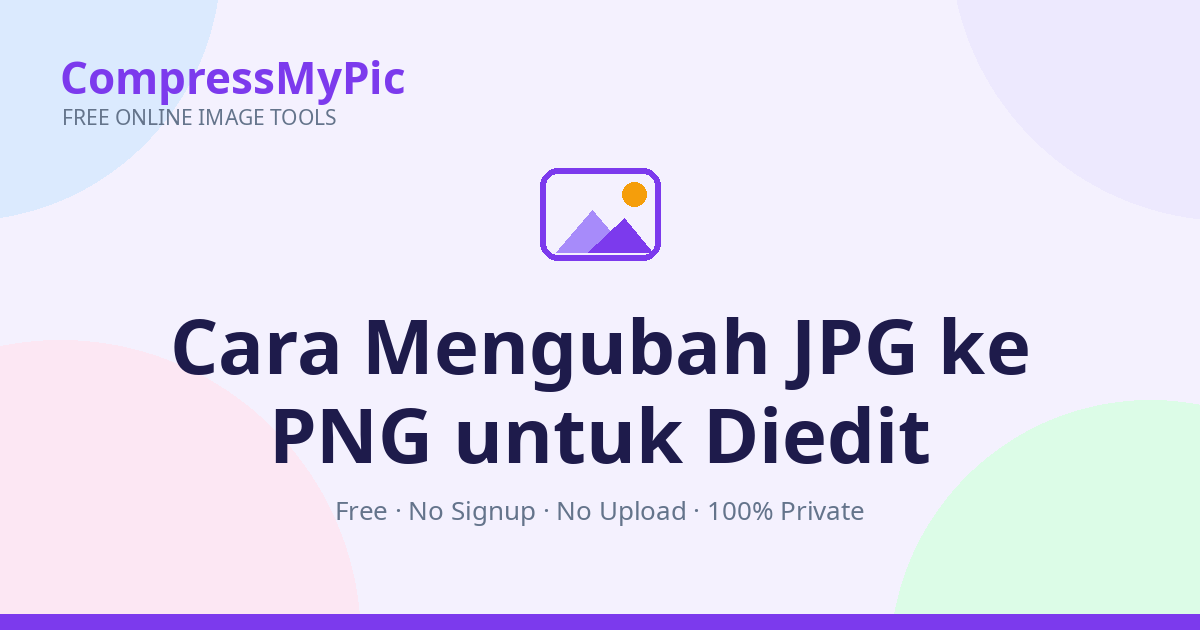 CompressMyPic
FREE ONLINE IMAGE TOOLS
Cara Mengubah JPG ke
PNG untuk Diedit
Free · No Signup · No Upload · 100% Private